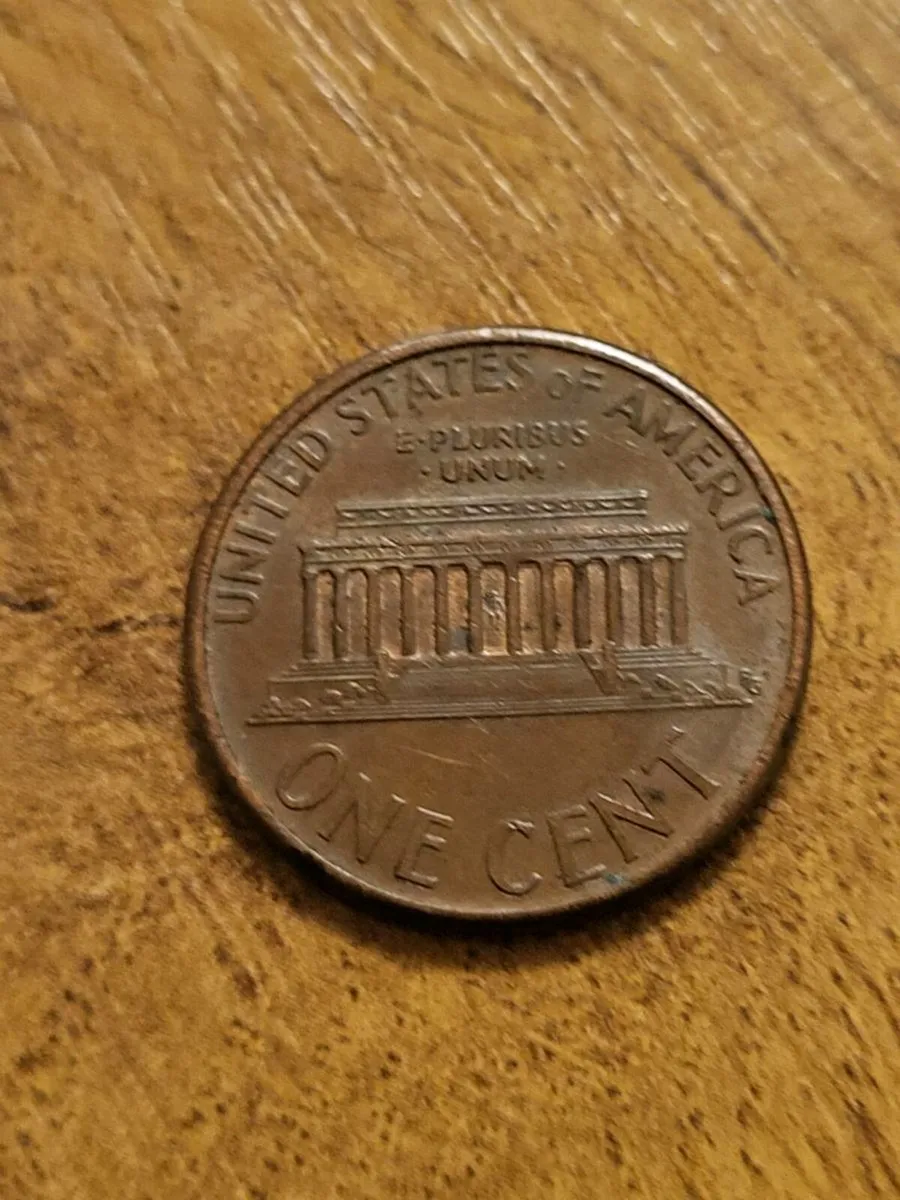 UNITED STATES OF AMERICA
E·PLURIBUS
·UNUM·
ONE CENT